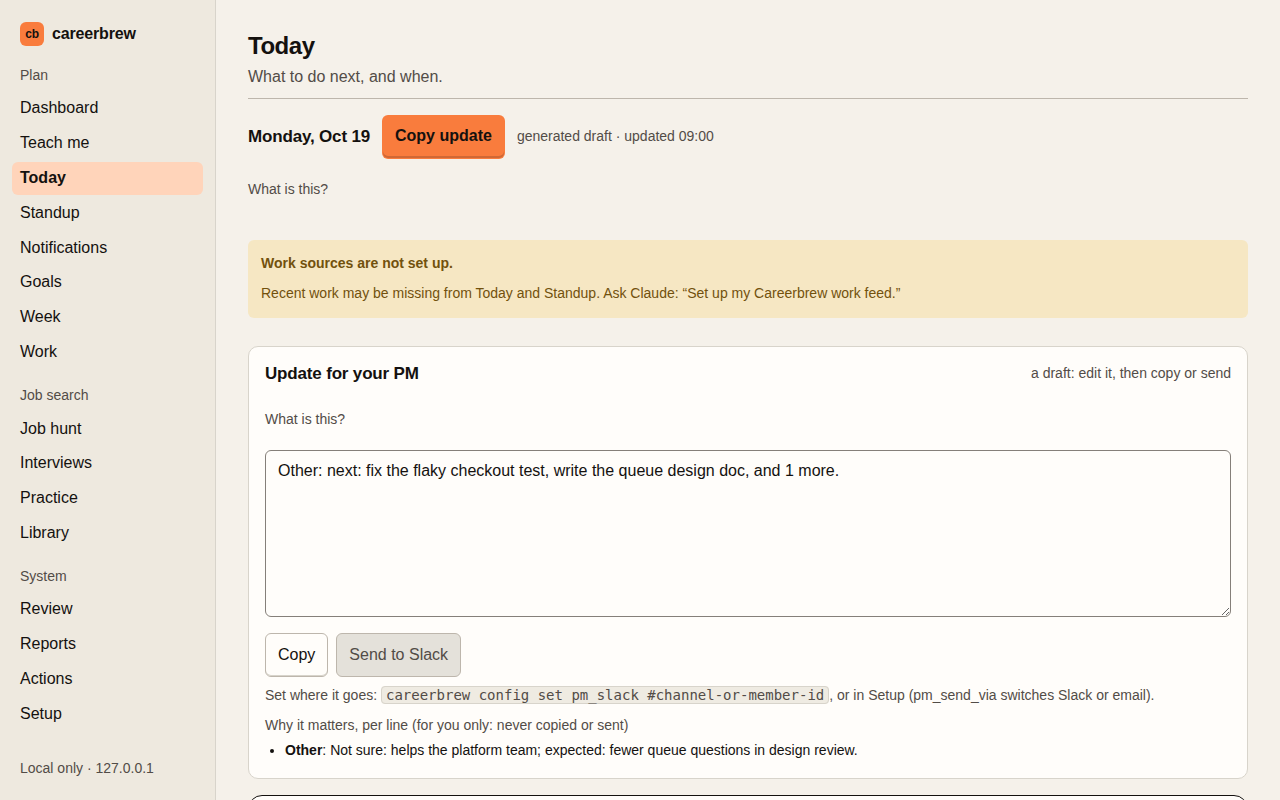 cb careerbrew
Plan
Dashboard
Teach me
Today
Standup
Notifications
Goals
Week
Work
Job search
Job hunt
Interviews
Practice
Library
System
Review
Reports
Actions
Setup
Local only · 127.0.0.1
Today
What to do next, and when.
Monday, Oct 19 Copy update generated draft · updated 09:00
What is this?
Work sources are not set up.
Recent work may be missing from Today and Standup. Ask Claude: “Set up my Careerbrew work feed.”
Update for your PM a draft: edit it, then copy or send
What is this?
Other: next: fix the flaky checkout test, write the queue design doc, and 1 more.
Copy Send to Slack
Set where it goes: careerbrew config set pm_slack #channel-or-member-id, or in Setup (pm_send_via switches Slack or email).
Why it matters, per line (for you only: never copied or sent)
• Other: Not sure: helps the platform team; expected: fewer queue questions in design review.